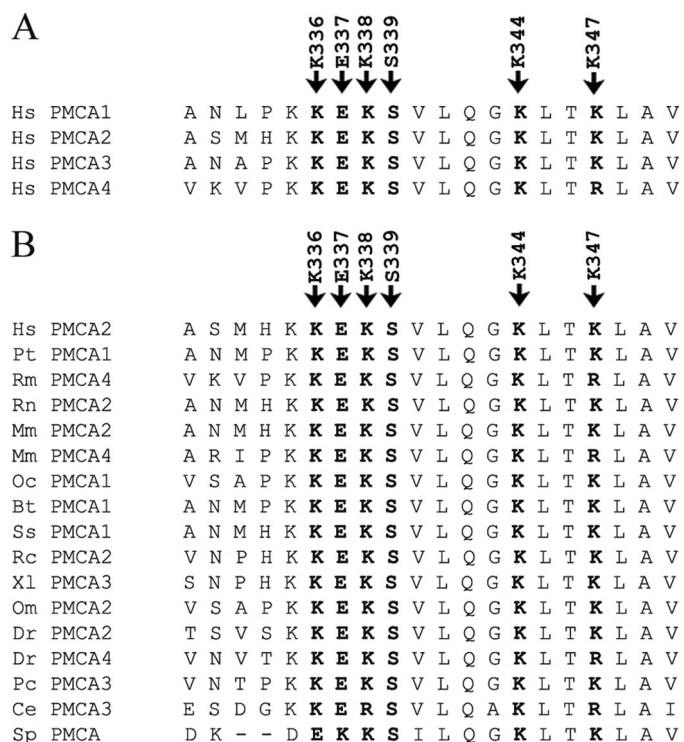 A
K336 E337 K338 S339 K344 K347
Hs PMCA1 A N L P K K E K S V L Q G K L T K L A V
Hs PMCA2 A S M H K K E K S V L Q G K L T K L A V
Hs PMCA3 A N A P K K E K S V L Q G K L T K L A V
Hs PMCA4 V K V P K K E K S V L Q G K L T R L A V
B
K336 E337 K338 S339 K344 K347
Hs PMCA2 A S M H K K E K S V L Q G K L T K L A V
Pt PMCA1 A N M P K K E K S V L Q G K L T K L A V
Rm PMCA4 V K V P K K E K S V L Q G K L T R L A V
Rn PMCA2 A N M H K K E K S V L Q G K L T K L A V
Mm PMCA2 A N M H K K E K S V L Q G K L T K L A V
Mm PMCA4 A R I P K K E K S V L Q G K L T R L A V
Oc PMCA1 V S A P K K E K S V L Q G K L T K L A V
Bt PMCA1 A N M P K K E K S V L Q G K L T K L A V
Ss PMCA1 A N M H K K E K S V L Q G K L T K L A V
Rc PMCA2 V N P H K K E K S V L Q G K L T K L A V
Xl PMCA3 S N P H K K E K S V L Q G K L T K L A V
Om PMCA2 V S A P K K E K S V L Q G K L T K L A V
Dr PMCA2 T S V S K K E K S V L Q G K L T K L A V
Dr PMCA4 V N V T K K E K S V L Q G K L T R L A V
Pc PMCA3 V N T P K K E K S V L Q G K L T K L A V
Ce PMCA3 E S D G K K E R S V L Q A K L T R L A I
Sp PMCA D K - - D E K K S I L Q G K L T K L A V